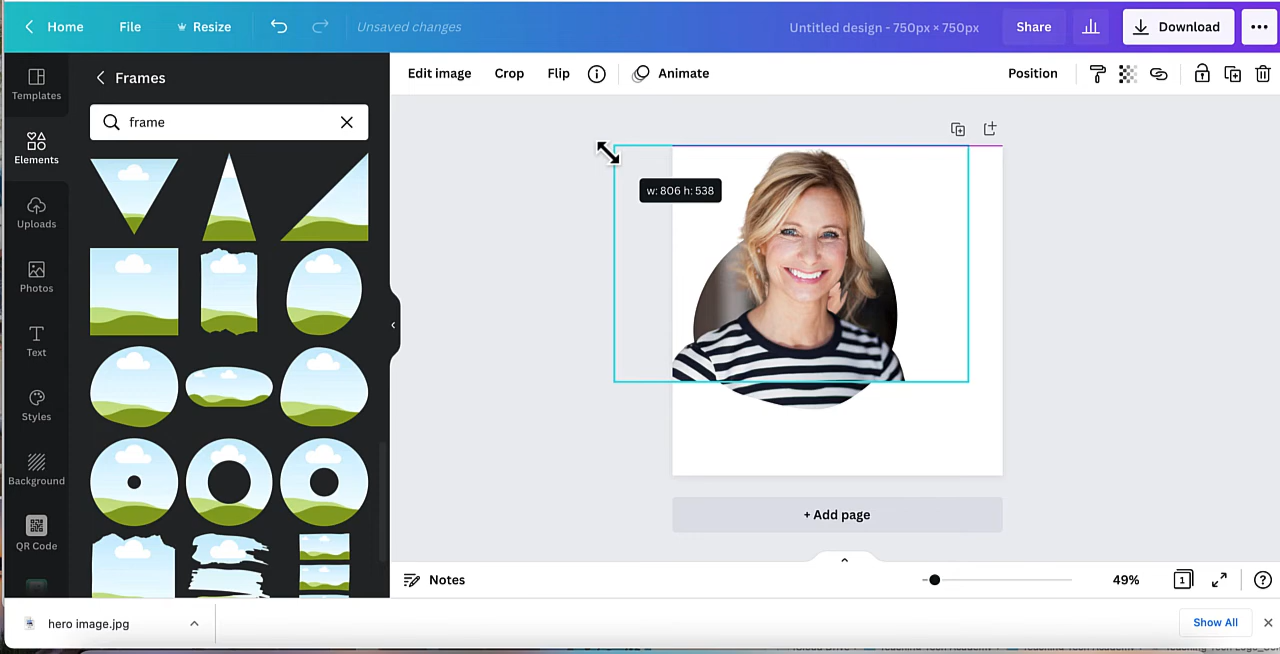 Home File Resize Unsaved changes Untitled design - 750px × 750px Share Download
Templates
Elements
Uploads
Photos
Text
Styles
Background
QR Code
Frames
frame
Edit image Crop Flip Animate Position
w: 806 h: 538
+ Add page
Notes 49% 1
hero image.jpg Show All